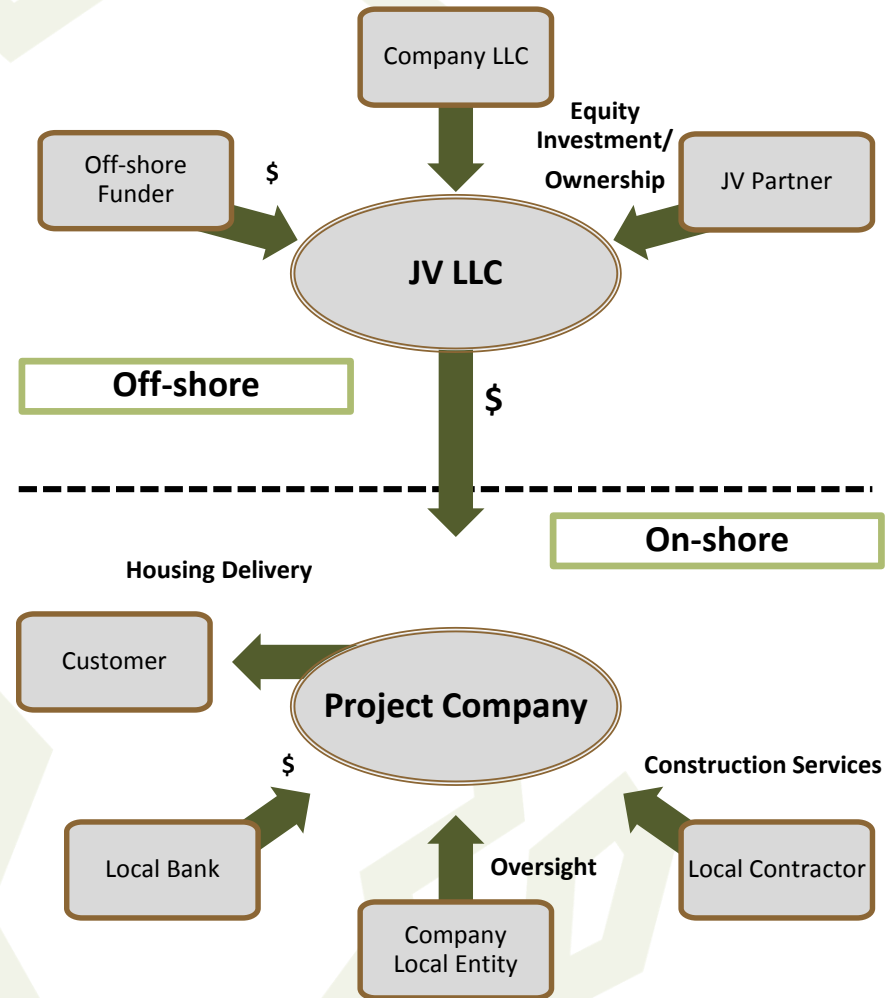 Company LLC
Equity
Investment/
Ownership
Off-shore
Funder
$
JV Partner
JV LLC
Off-shore
$
On-shore
Housing Delivery
Customer
Project Company
$
Construction Services
Local Bank
Oversight
Local Contractor
Company
Local Entity